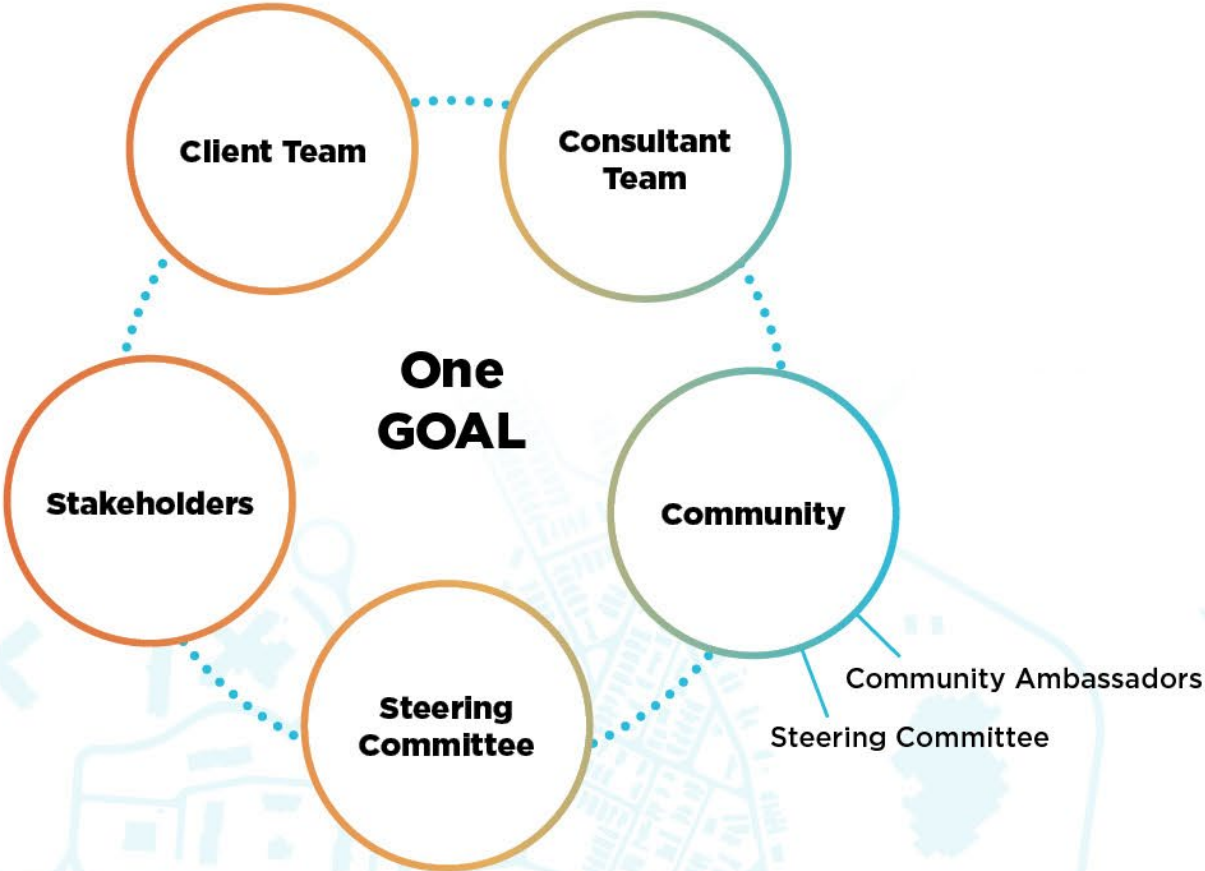 Client Team
Consultant
Team
One
GOAL
Stakeholders
Community
Steering
Committee
Community Ambassadors
Steering Committee